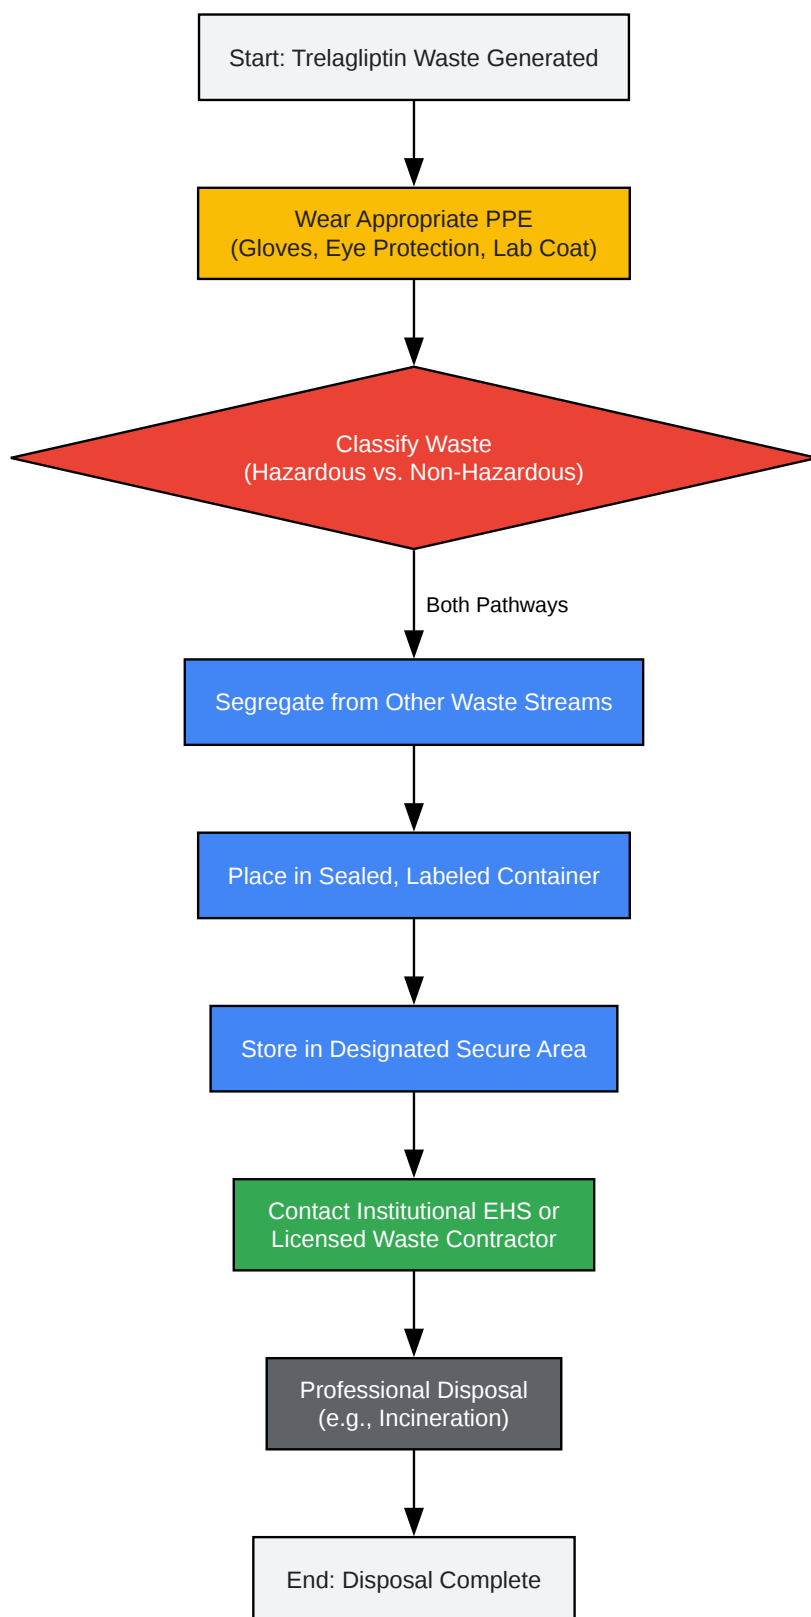 Start: Trelagliptin Waste Generated
Wear Appropriate PPE
(Gloves, Eye Protection, Lab Coat)
Classify Waste
(Hazardous vs. Non-Hazardous)
Both Pathways
Segregate from Other Waste Streams
Place in Sealed, Labeled Container
Store in Designated Secure Area
Contact Institutional EHS or
Licensed Waste Contractor
Professional Disposal
(e.g., Incineration)
End: Disposal Complete